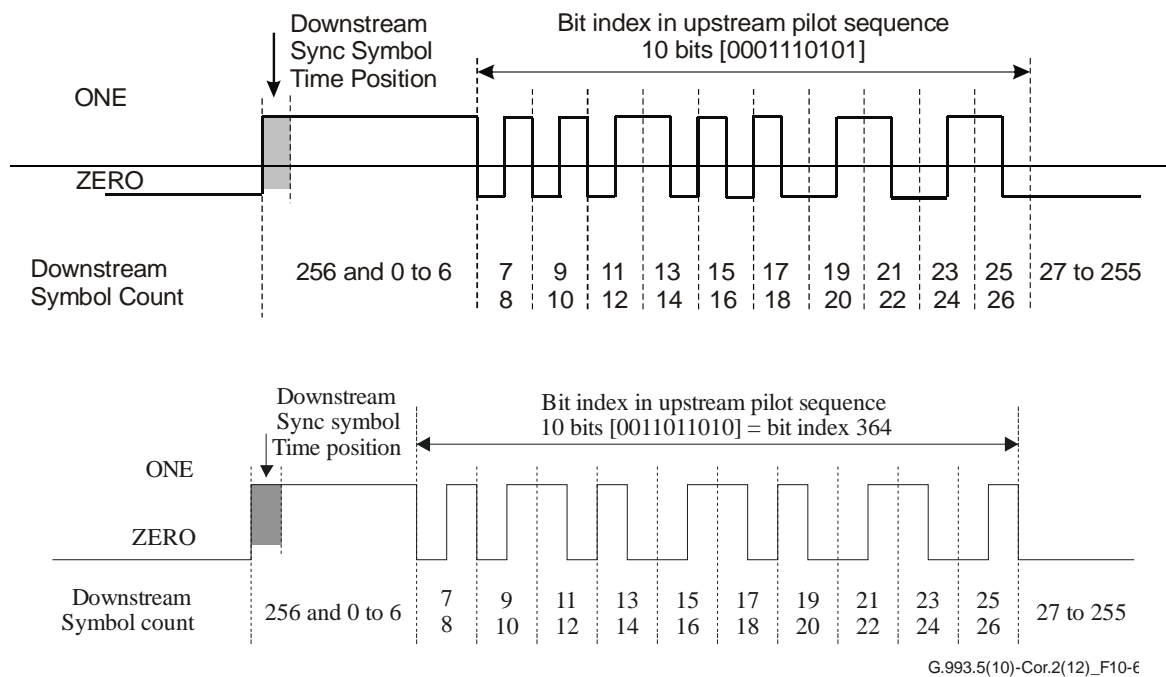 Downstream
Sync Symbol
Time Position
Bit index in upstream pilot sequence
10 bits [0001110101]
ONE
ZERO
Downstream
Symbol Count
256 and 0 to 6
7 9 11 13 15 17 19 21 23 25
27 to 255
8 10 12 14 16 18 20 22 24 26
Downstream
Sync symbol
Time position
Bit index in upstream pilot sequence
10 bits [0011011010] = bit index 364
ONE
ZERO
Downstream
Symbol count
256 and 0 to 6
7 9 11 13 15 17 19 21 23 25
27 to 255
8 10 12 14 16 18 20 22 24 26
G.993.5(10)-Cor.2(12)_F10-6